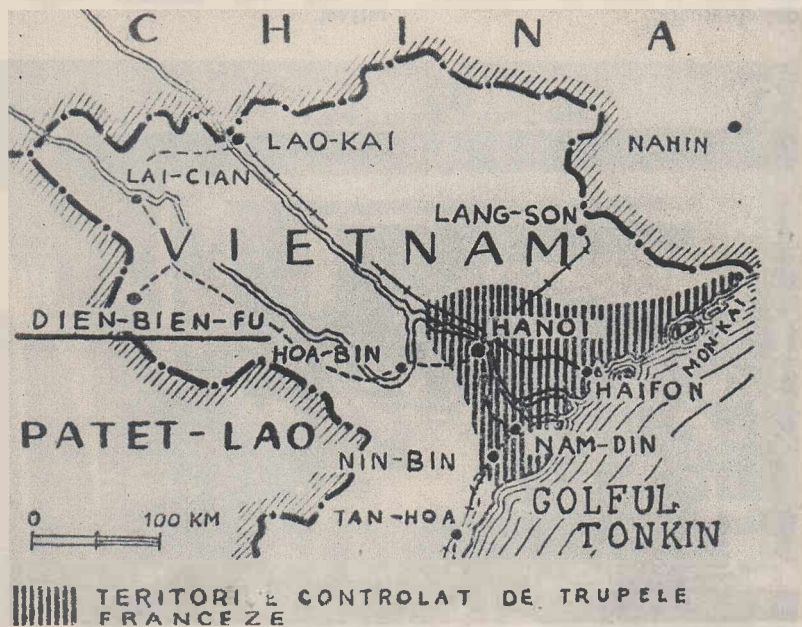 CHINA
LAO-KAI
NAHIN
LAI-CIAN
LANG-SON
VIETNAM
DIEN-BIEN-FU
HANOI
MON-KAI
HOA-BIN
HAIFON
PATET-LAO
NIN-BIN
NAM-DIN
GOLFUL
TONKIN
TAN-HOA
0 100 KM
TERITORI E CONTROLAT DE TRUPELE
FRANCEZE